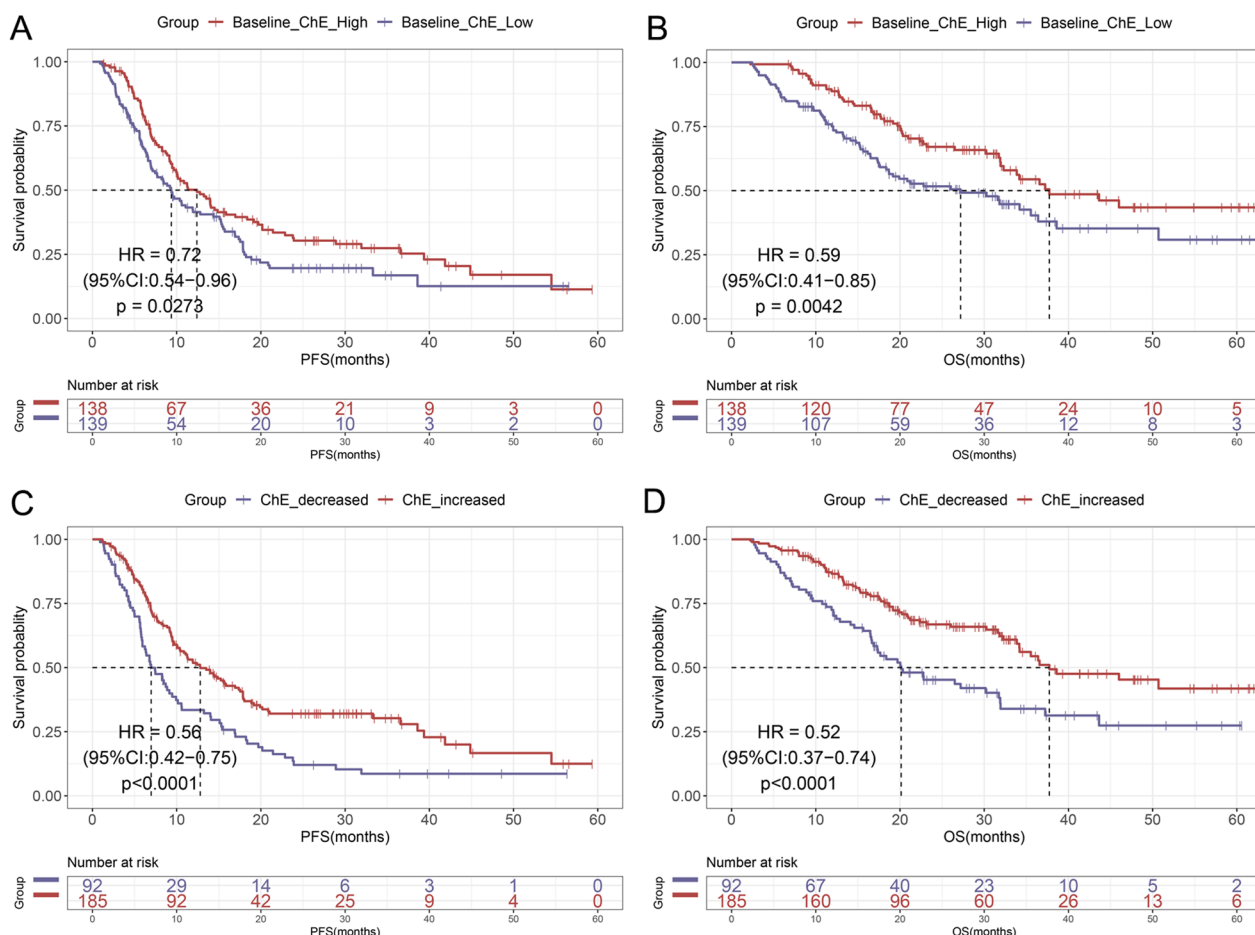 A
Group Baseline_ChE_High Baseline_ChE_Low
Survival probablity
1.00
0.75
0.50
0.25
0.00
HR = 0.72
(95%CI:0.54−0.96)
p = 0.0273
0 10 20 30 40 50 60
PFS(months)
Number at risk
Group
138 67 36 21 9 3 0
139 54 20 10 3 2 0
0 10 20 30 40 50 60
PFS(months)
B
Group Baseline_ChE_High Baseline_ChE_Low
Survival probablity
1.00
0.75
0.50
0.25
0.00
HR = 0.59
(95%CI:0.41−0.85)
p = 0.0042
0 10 20 30 40 50 60
OS(months)
Number at risk
Group
138 120 77 47 24 10 5
139 107 59 36 12 8 3
0 10 20 30 40 50 60
OS(months)
C
Group ChE_decreased ChE_increased
Survival probablity
1.00
0.75
0.50
0.25
0.00
HR = 0.56
(95%CI:0.42−0.75)
p<0.0001
0 10 20 30 40 50 60
PFS(months)
Number at risk
Group
92 29 14 6 3 1 0
185 92 42 25 9 4 0
0 10 20 30 40 50 60
PFS(months)
D
Group ChE_decreased ChE_increased
Survival probablity
1.00
0.75
0.50
0.25
0.00
HR = 0.52
(95%CI:0.37−0.74)
p<0.0001
0 10 20 30 40 50 60
OS(months)
Number at risk
Group
92 67 40 23 10 5 2
185 160 96 60 26 13 6
0 10 20 30 40 50 60
OS(months)